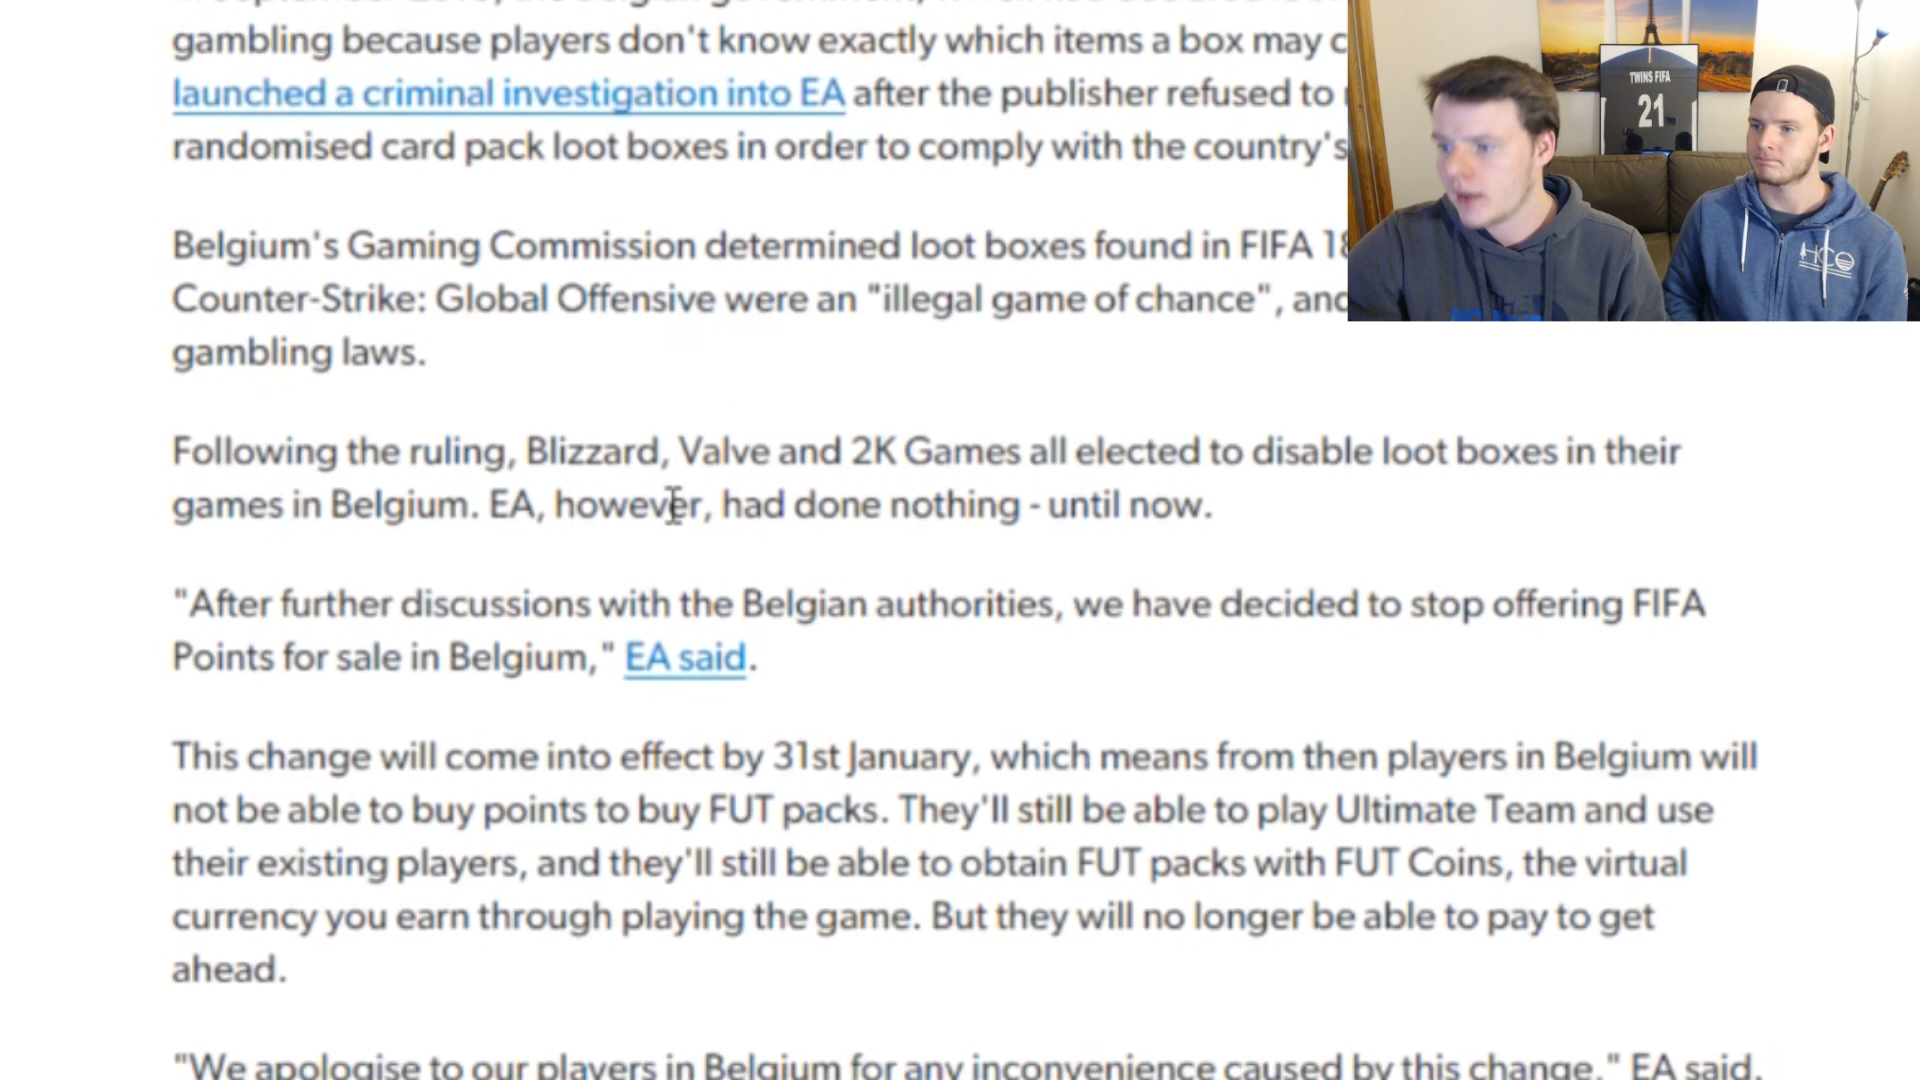 gambling because players don't know exactly which items a box may
launched a criminal investigation into EA after the publisher refused to
randomised card pack loot boxes in order to comply with the country's
Belgium's Gaming Commission determined loot boxes found in FIFA 18
Counter-Strike: Global Offensive were an "illegal game of chance", and
gambling laws.
Following the ruling, Blizzard, Valve and 2K Games all elected to disable loot boxes in their
games in Belgium. EA, however, had done nothing - until now.
"After further discussions with the Belgian authorities, we have decided to stop offering FIFA
Points for sale in Belgium," EA said.
This change will come into effect by 31st January, which means from then players in Belgium will
not be able to buy points to buy FUT packs. They'll still be able to play Ultimate Team and use
their existing players, and they'll still be able to obtain FUT packs with FUT Coins, the virtual
currency you earn through playing the game. But they will no longer be able to pay to get
ahead.
"We apologise to our players in Belgium for any inconvenience caused by this change," EA said.
TWINS FIFA
21
HCO